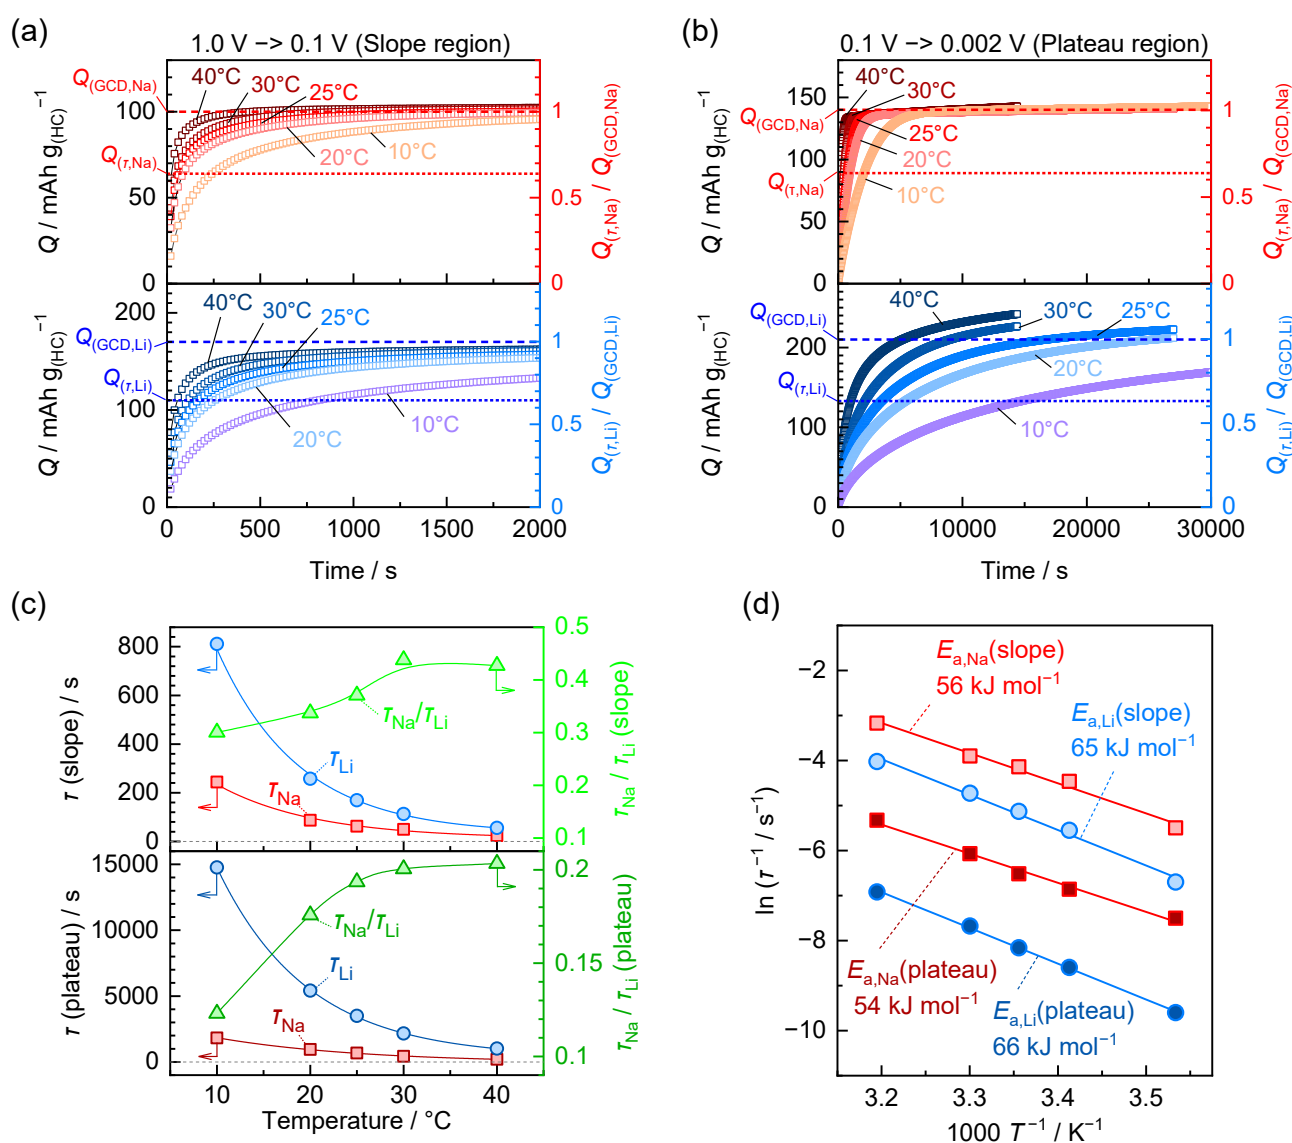 (a)
1.0 V −> 0.1 V (Slope region)
Q(GCD,Na)
40°C
30°C
25°C
20°C
10°C
Q(τ,Na)
100
50
0
Q / mAh g(HC)−1
1
0.5
0
Q(τ,Na) / Q(GCD,Na)
40°C
30°C
25°C
20°C
10°C
Q(GCD,Li)
Q(τ,Li)
200
100
0
Q / mAh g(HC)−1
1
0.5
0
Q(τ,Li) / Q(GCD,Li)
0
500
1000
1500
2000
Time / s
(b)
0.1 V −> 0.002 V (Plateau region)
40°C
30°C
25°C
20°C
10°C
Q(GCD,Na)
Q(τ,Na)
150
100
50
0
Q / mAh g(HC)−1
1
0.5
0
Q(τ,Na) / Q(GCD,Na)
40°C
30°C
25°C
20°C
10°C
Q(GCD,Li)
Q(τ,Li)
200
100
0
Q / mAh g(HC)−1
1
0.5
0
Q(τ,Li) / Q(GCD,Li)
0
10000
20000
30000
Time / s
(c)
800
600
400
200
0
τ (slope) / s
τNa/τLi
τLi
τNa
0.5
0.4
0.3
0.2
0.1
τNa / τLi (slope)
15000
10000
5000
0
τ (plateau) / s
τNa/τLi
τLi
τNa
0.2
0.15
0.1
τNa / τLi (plateau)
10
20
30
40
Temperature / °C
(d)
−2
−4
−6
−8
−10
ln (τ−1 / s−1)
Ea,Na(slope)
56 kJ mol−1
Ea,Li(slope)
65 kJ mol−1
Ea,Na(plateau)
54 kJ mol−1
Ea,Li(plateau)
66 kJ mol−1
3.2
3.3
3.4
3.5
1000 T−1 / K−1